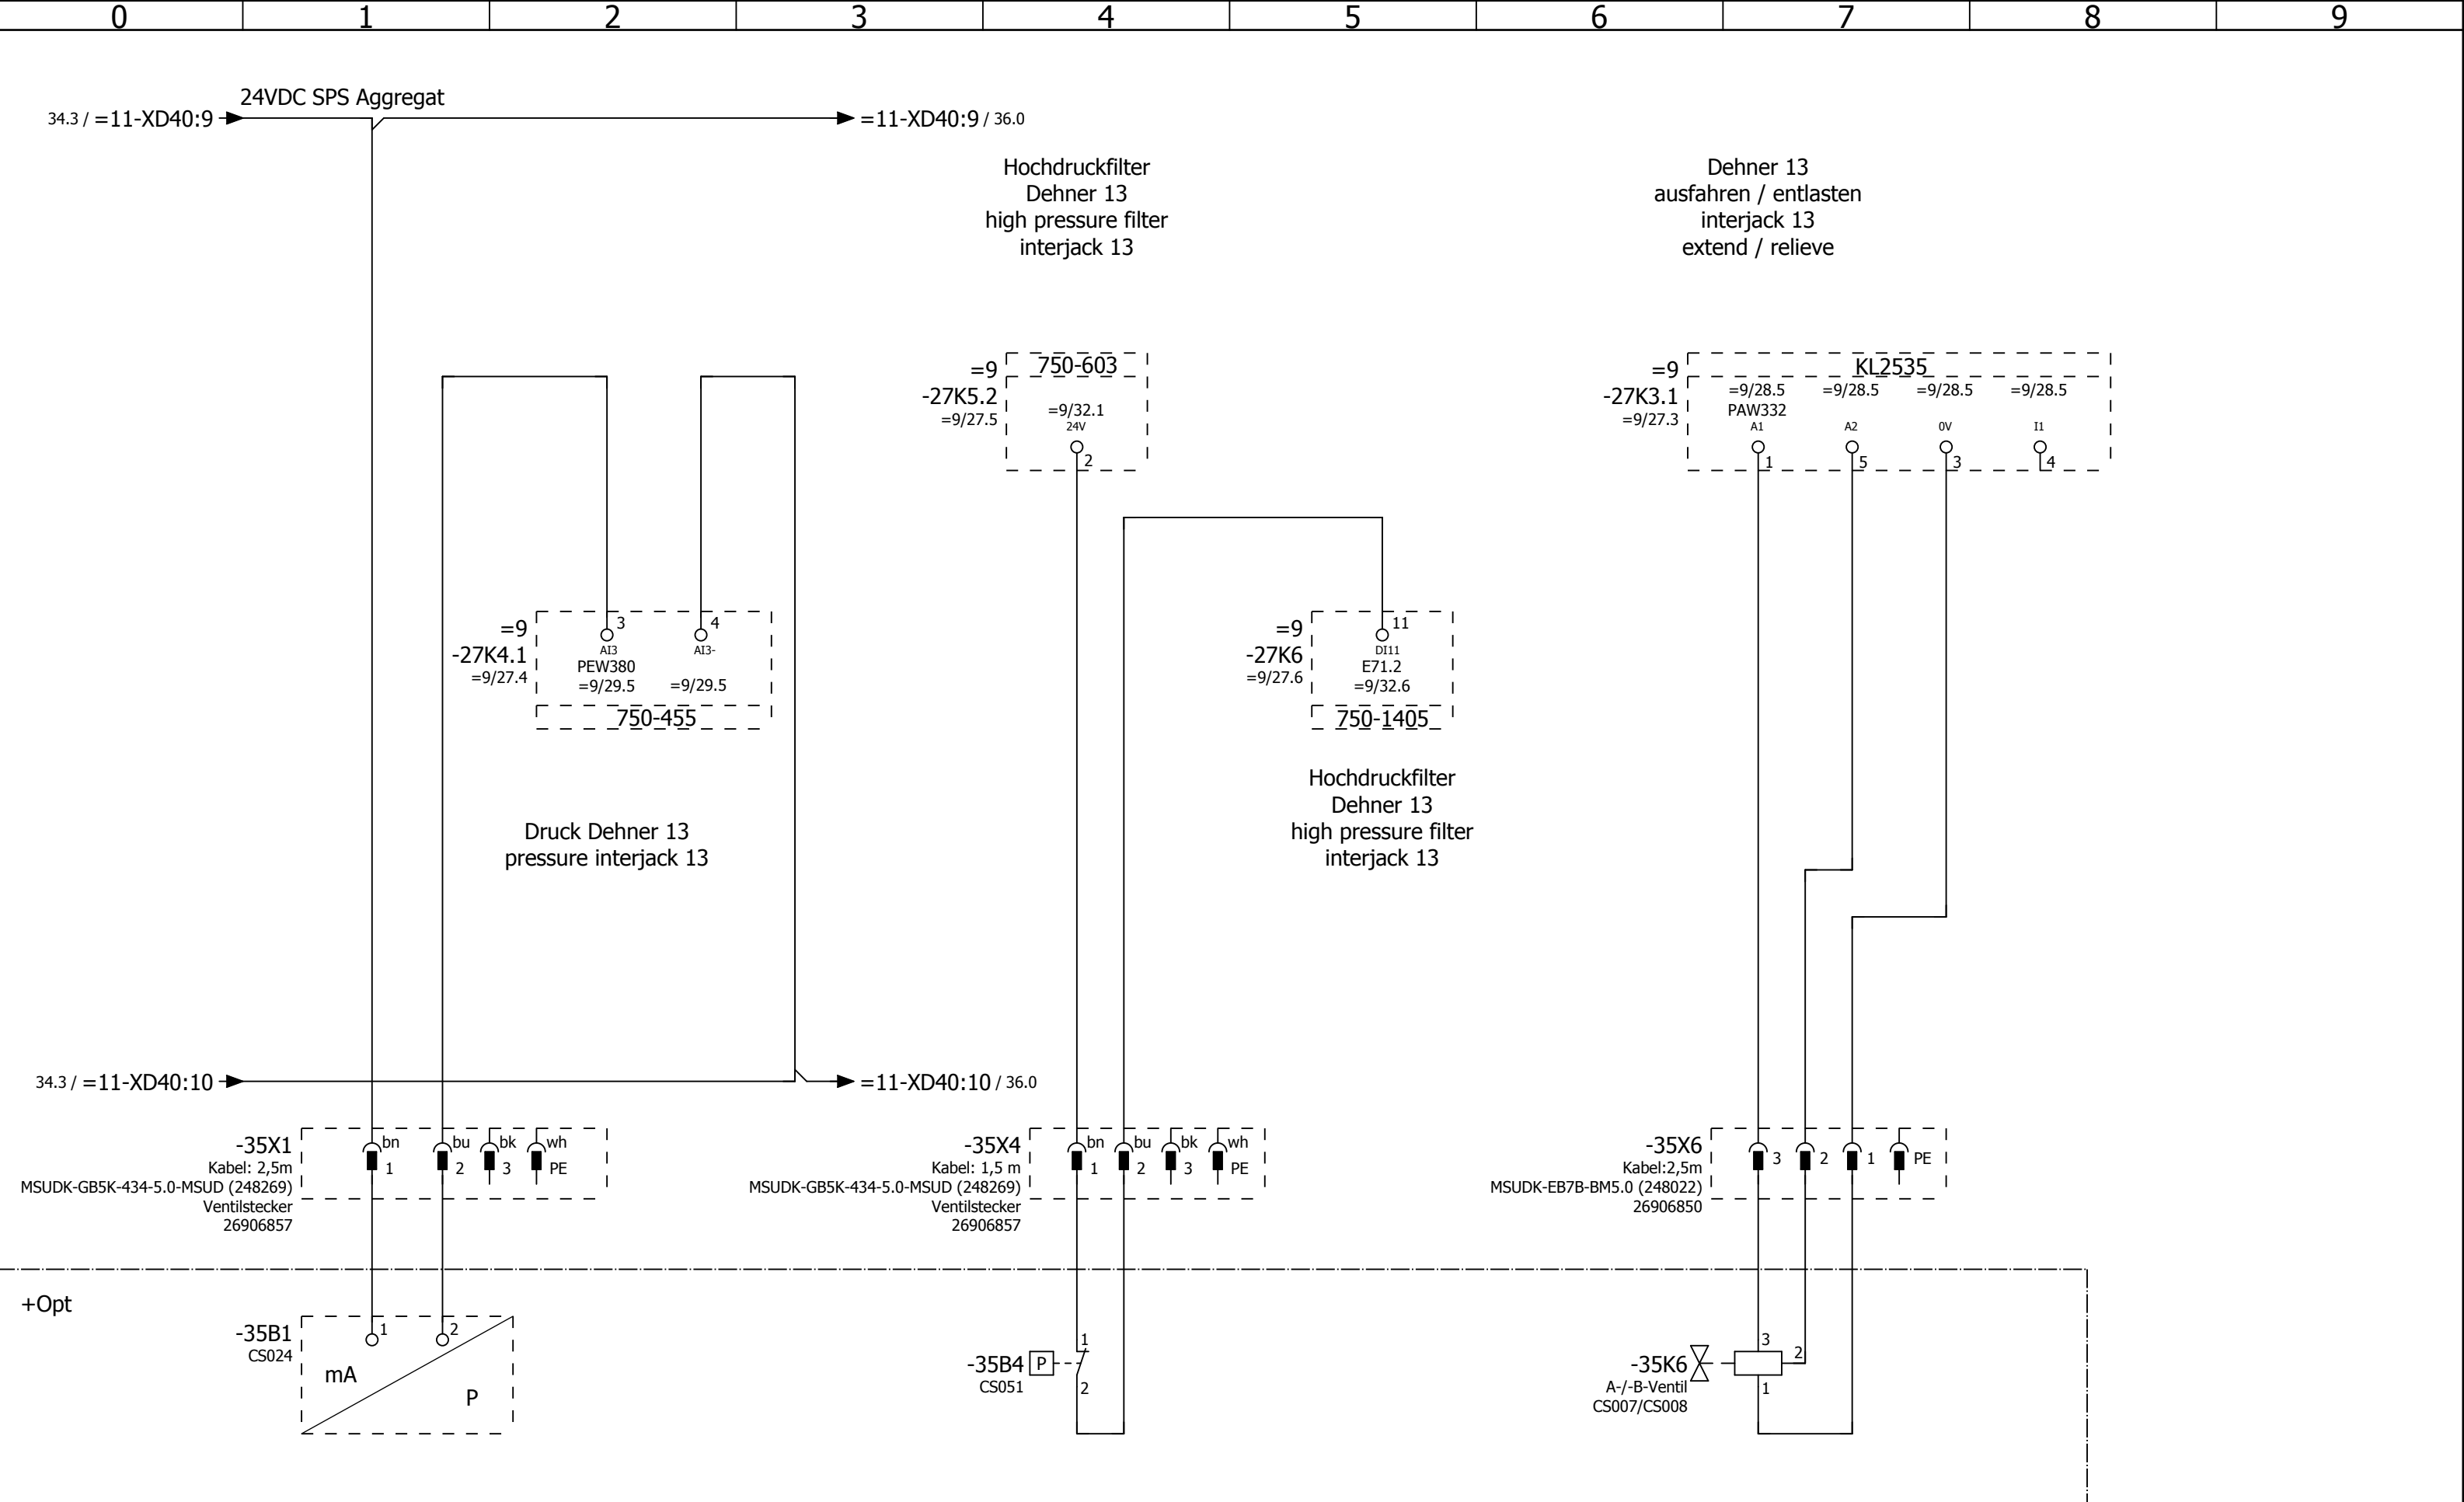 0 1 2 3 4 5 6 7 8 9
24VDC SPS Aggregat
34.3 / =11-XD40:9
=11-XD40:9 / 36.0
Hochdruckfilter
Dehner 13
high pressure filter
interjack 13
Dehner 13
ausfahren / entlasten
interjack 13
extend / relieve
=9
-27K5.2
=9/27.5
750-603
=9/32.1
24V
2
=9
-27K3.1
=9/27.3
KL2535
=9/28.5 =9/28.5 =9/28.5 =9/28.5
PAW332
A1 A2 0V I1
1 5 3 4
=9
-27K4.1
=9/27.4
3 4
AI3 AI3-
PEW380
=9/29.5 =9/29.5
750-455
=9
-27K6
=9/27.6
11
DI11
E71.2
=9/32.6
750-1405
Druck Dehner 13
pressure interjack 13
Hochdruckfilter
Dehner 13
high pressure filter
interjack 13
34.3 / =11-XD40:10
=11-XD40:10 / 36.0
-35X1
Kabel: 2,5m
MSUDK-GB5K-434-5.0-MSUD (248269)
Ventilstecker
26906857
bn bu bk wh
1 2 3 PE
-35X4
Kabel: 1,5 m
MSUDK-GB5K-434-5.0-MSUD (248269)
Ventilstecker
26906857
bn bu bk wh
1 2 3 PE
-35X6
Kabel:2,5m
MSUDK-EB7B-BM5.0 (248022)
26906850
3 2 1 PE
+Opt
-35B1
CS024
1 2
mA
P
-35B4
CS051
P
1
2
-35K6
A-/-B-Ventil
CS007/CS008
3
2
1